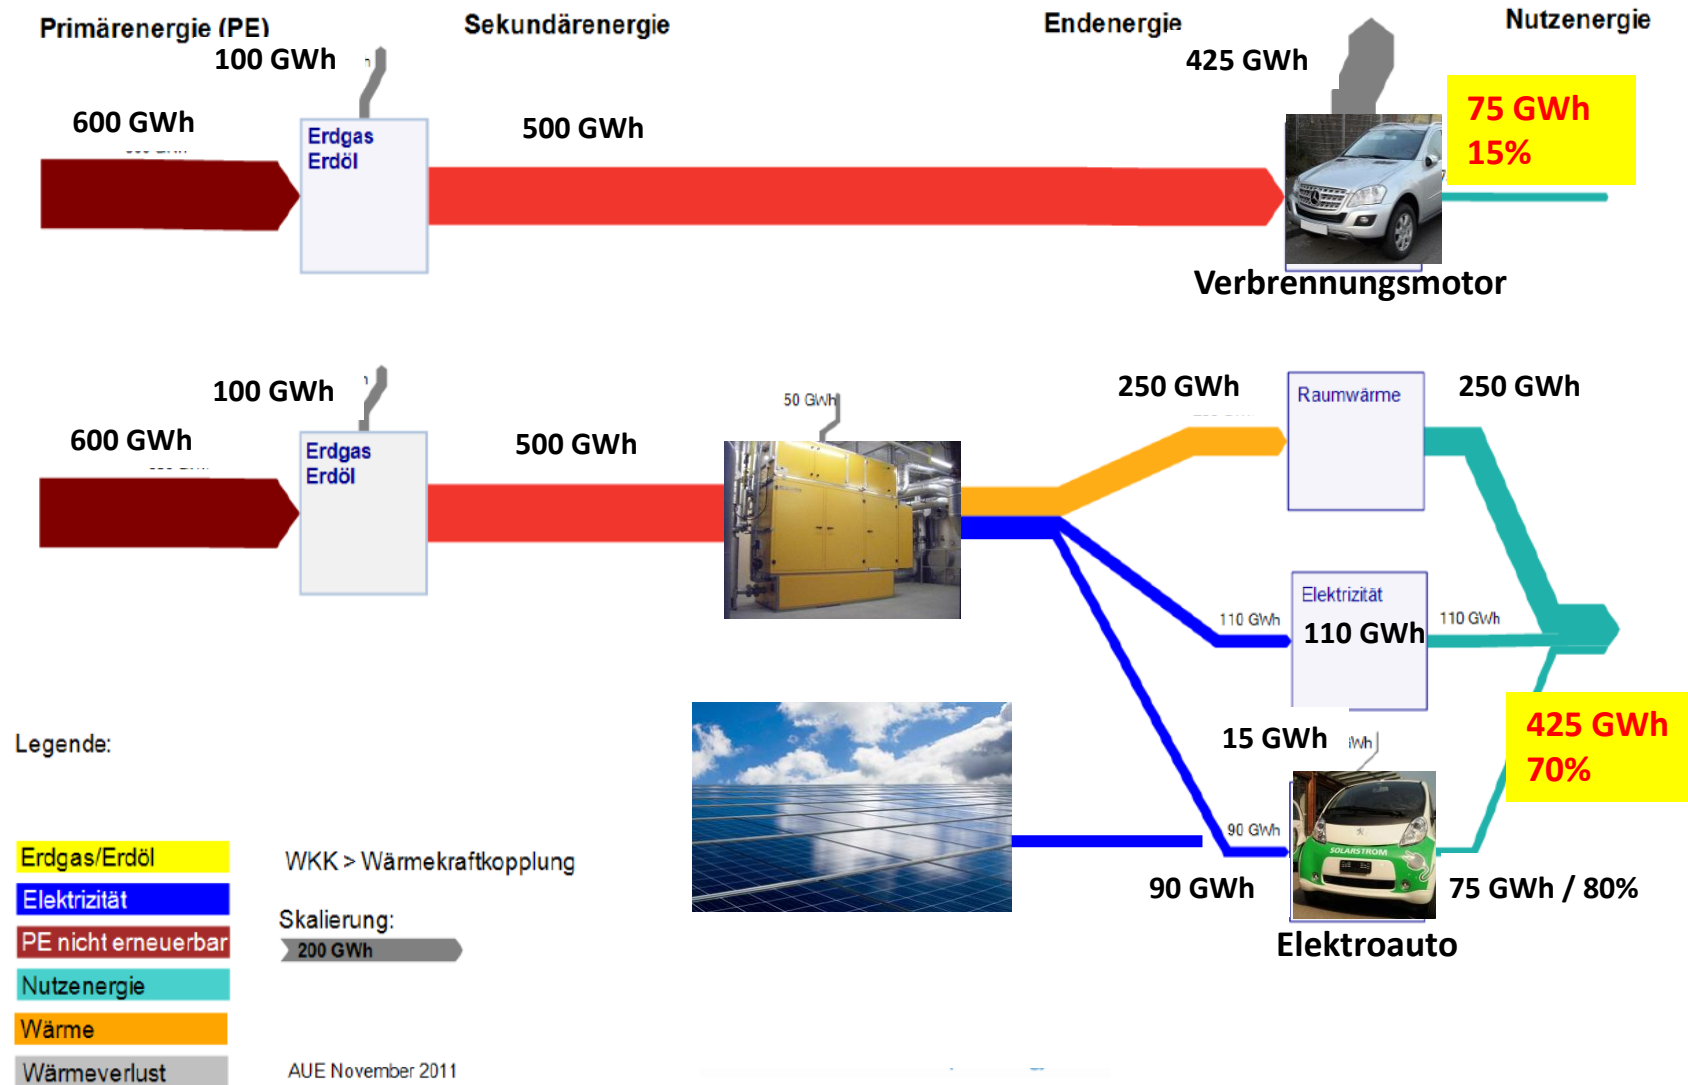 Primärenergie (PE)
Sekundärenergie
Endenergie
Nutzenergie
100 GWh
425 GWh
600 GWh
Erdgas
Erdöl
500 GWh
75 GWh
15%
Verbrennungsmotor
100 GWh
600 GWh
Erdgas
Erdöl
500 GWh
50 GWh
250 GWh
Raumwärme
250 GWh
110 GWh
Elektrizität
110 GWh
110 GWh
15 GWh
425 GWh
70%
90 GWh
SOLARSTROM
90 GWh
75 GWh / 80%
Elektroauto
Legende:
Erdgas/Erdöl
Elektrizität
PE nicht erneuerbar
Nutzenergie
Wärme
Wärmeverlust
WKK > Wärmekraftkopplung
Skalierung:
200 GWh
AUE November 2011